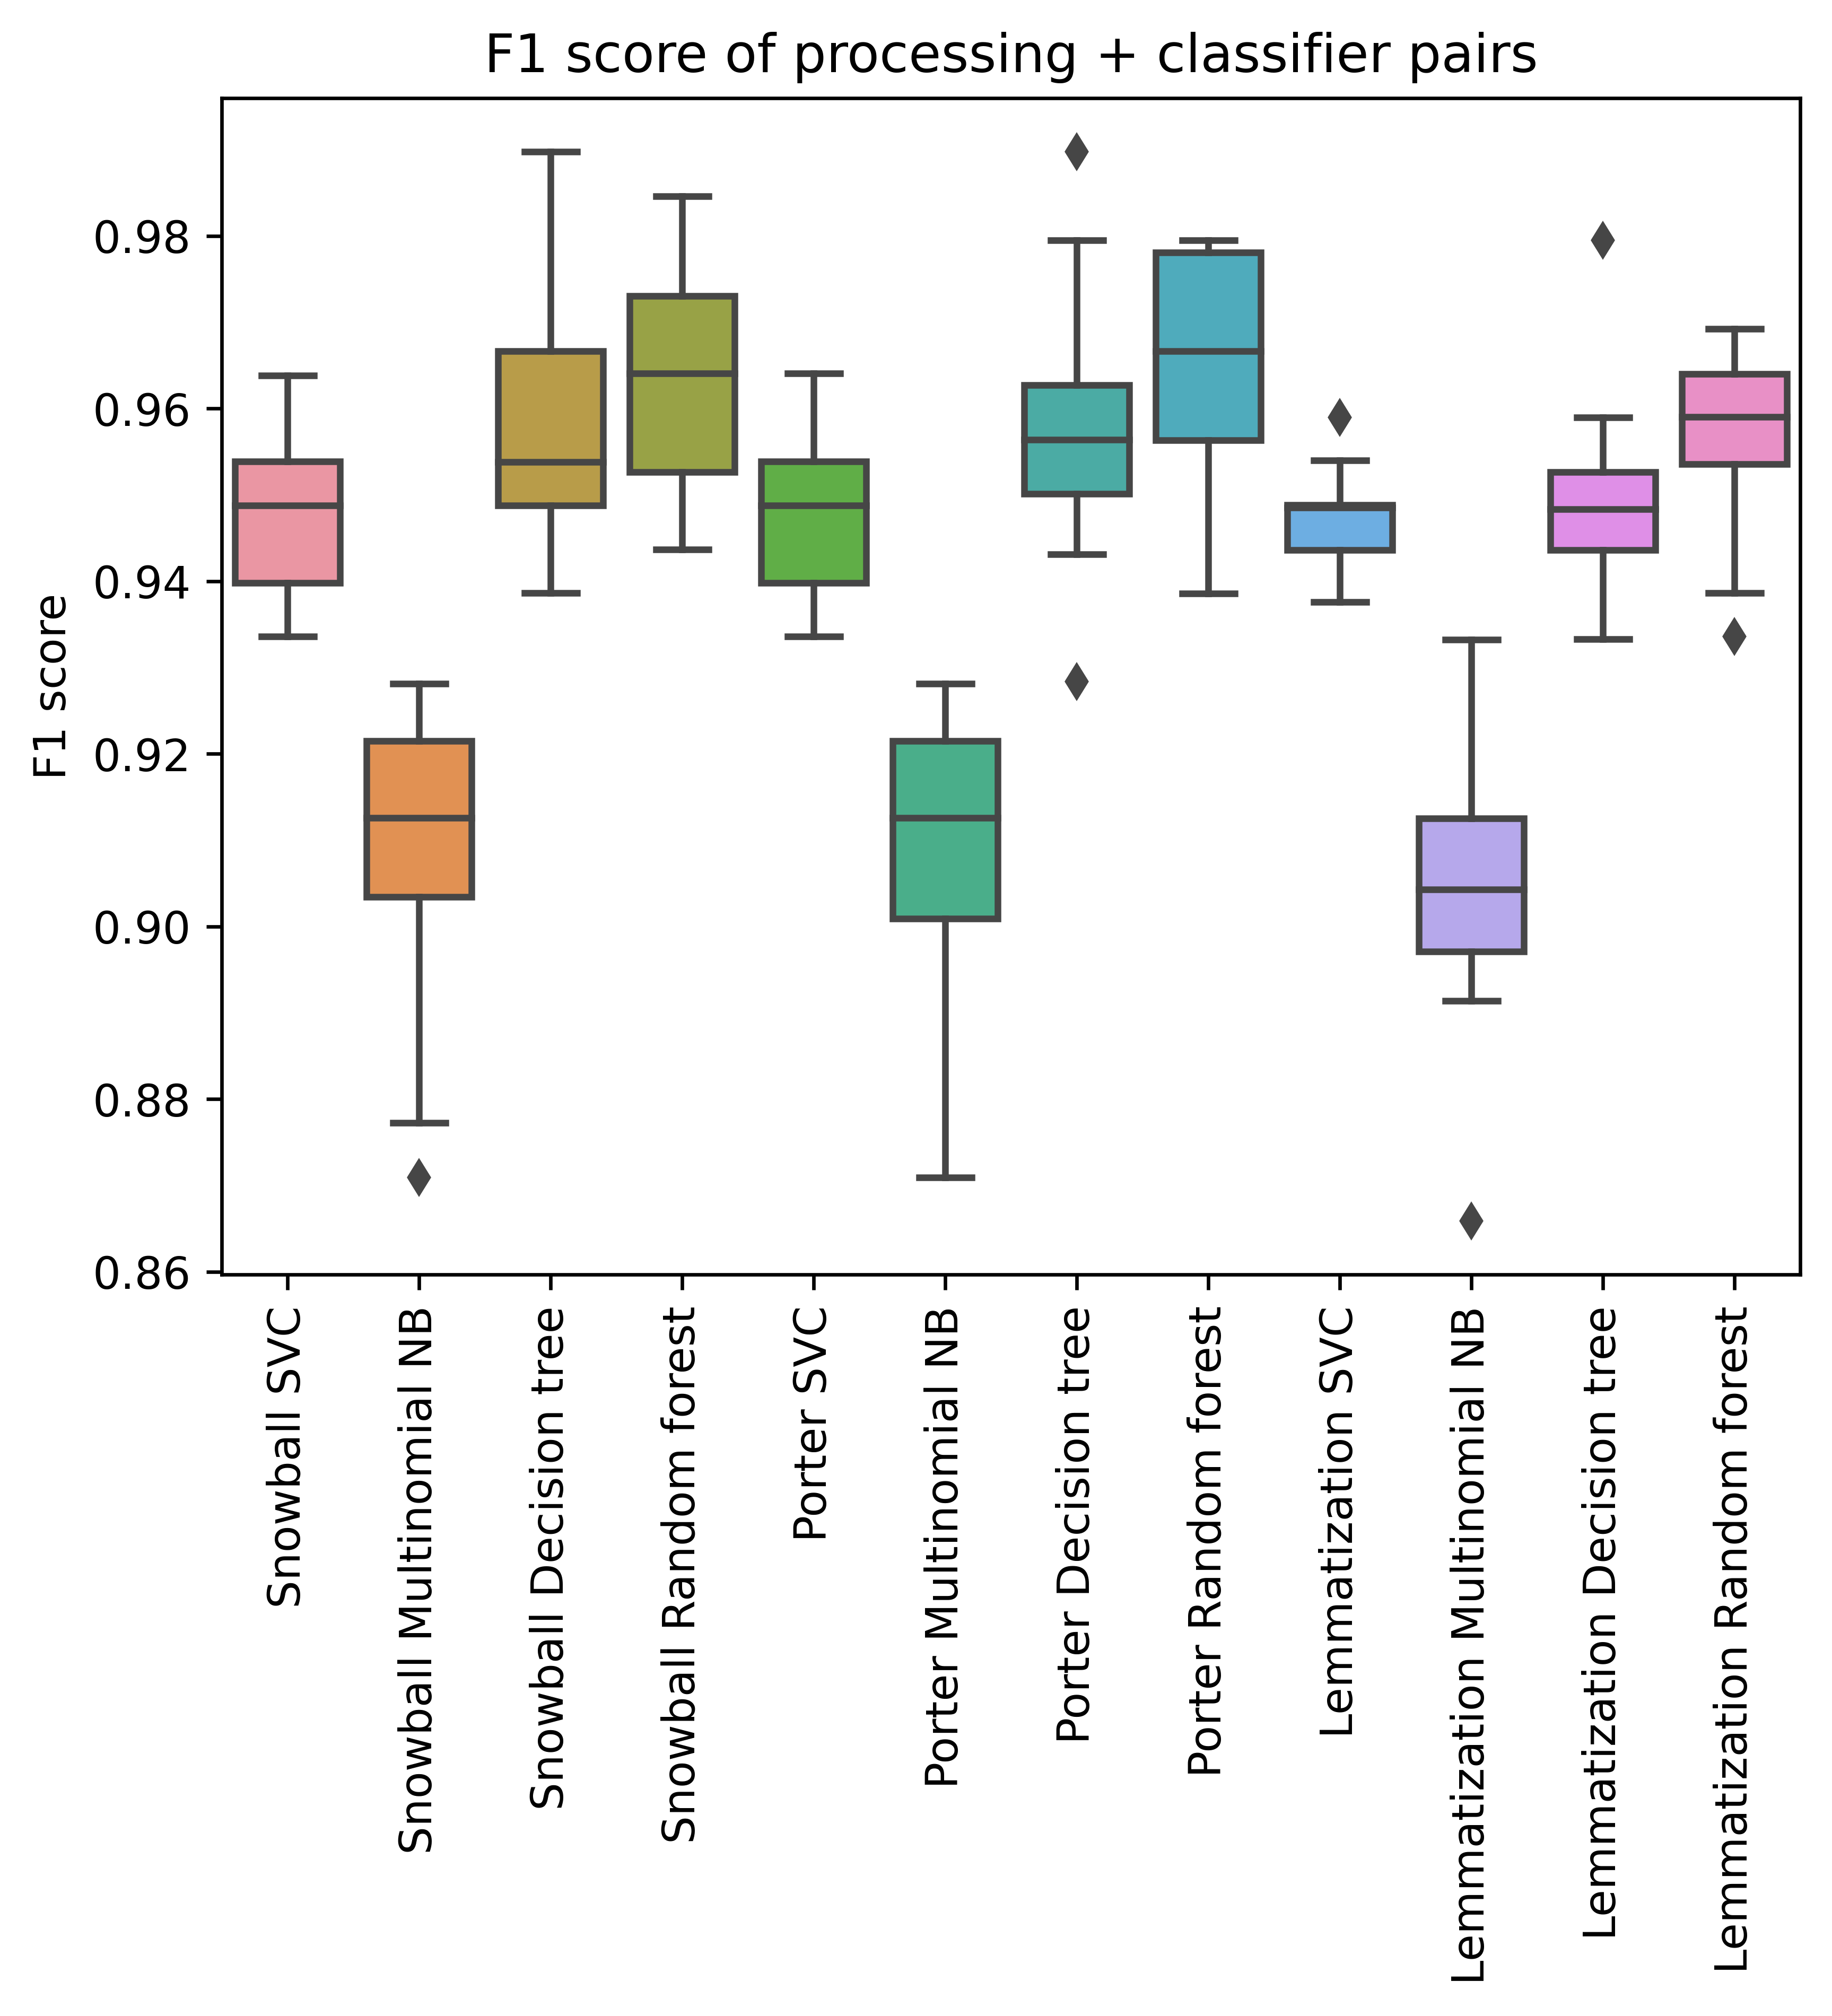 F1 score of processing + classifier pairs
F1 score
0.98
0.96
0.94
0.92
0.90
0.88
0.86
Snowball SVC
Snowball Multinomial NB
Snowball Decision tree
Snowball Random forest
Porter SVC
Porter Multinomial NB
Porter Decision tree
Porter Random forest
Lemmatization SVC
Lemmatization Multinomial NB
Lemmatization Decision tree
Lemmatization Random forest